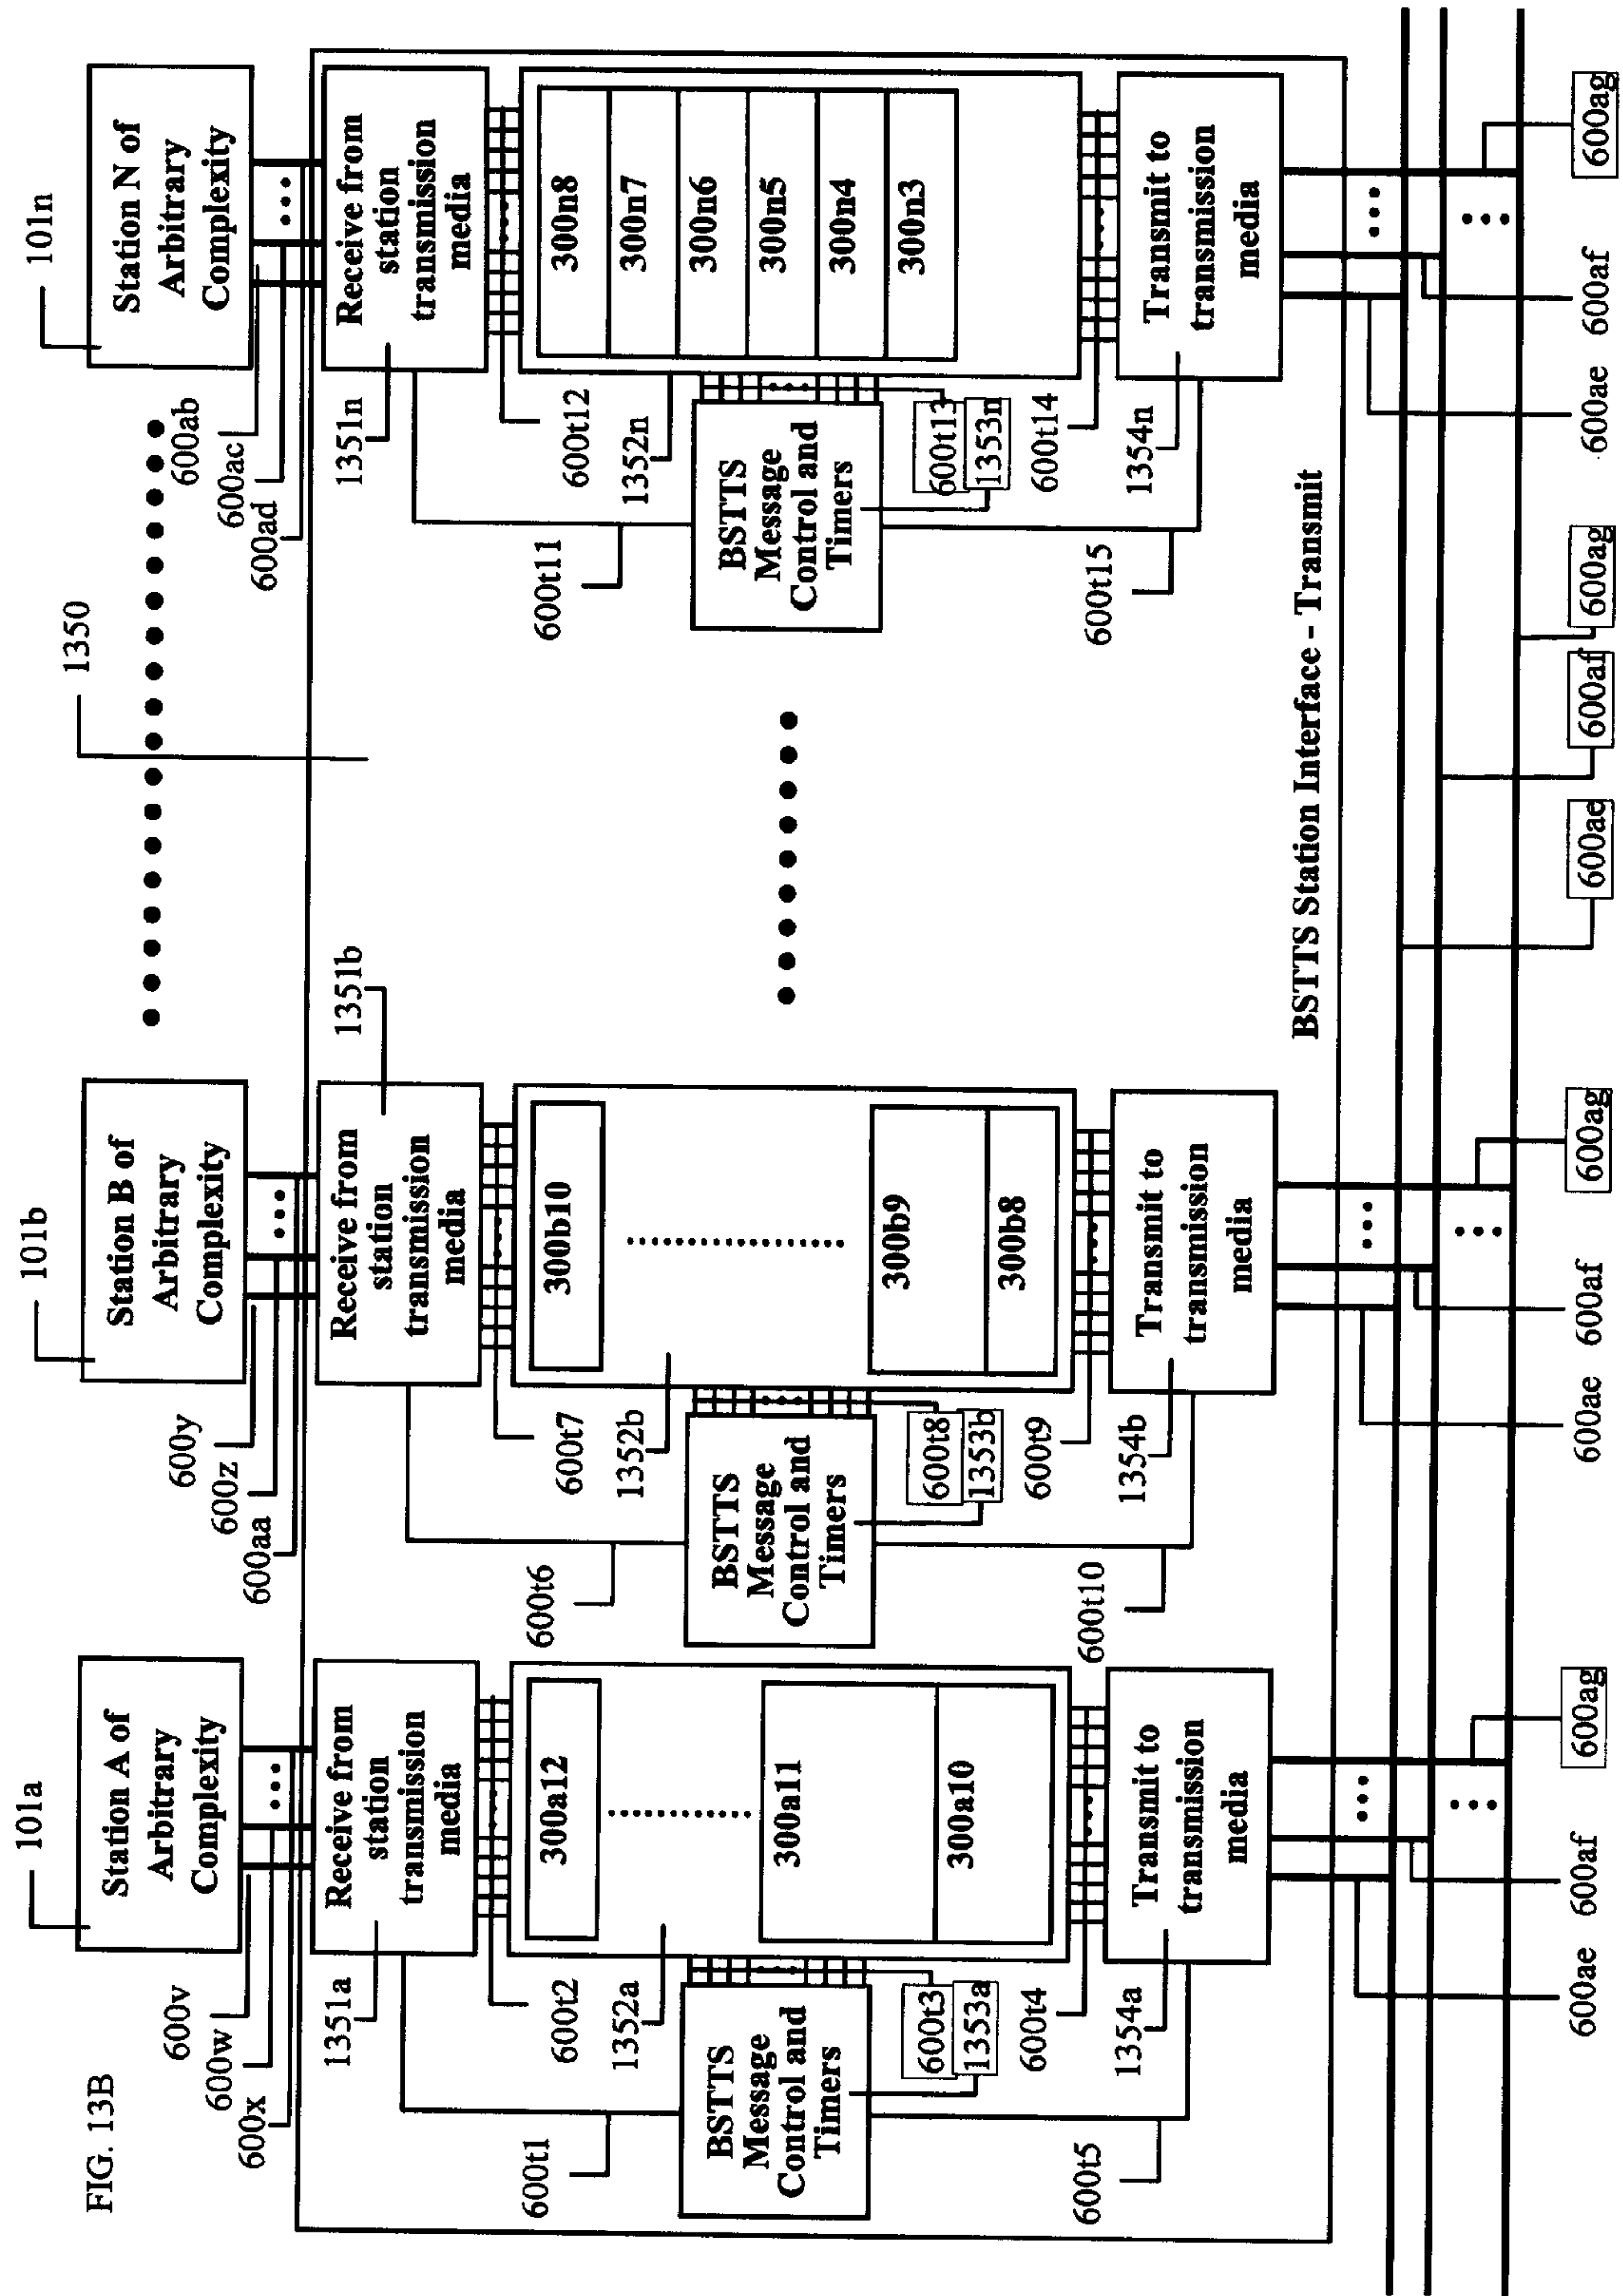 FIG. 13B
101a
Station A of
Arbitrary
Complexity
600v
600w
600x
1351a
Receive from
station
transmission
media
600t1
600t2
1352a
300a12
300a11
300a10
BSTTS
Message
Control and
Timers
600t3
1353a
600t4
1354a
Transmit to
transmission
media
600t5
600ae
600af
600ag
101b
Station B of
Arbitrary
Complexity
600y
600z
600aa
1351b
Receive from
station
transmission
media
600t6
600t7
1352b
300b10
300b9
300b8
BSTTS
Message
Control and
Timers
600t8
1353b
600t9
1354b
Transmit to
transmission
media
600t10
600ae
600af
600ag
1350
BSTTS Station Interface - Transmit
600ae
600af
600ag
101n
Station N of
Arbitrary
Complexity
600ab
600ac
600ad
1351n
Receive from
station
transmission
media
600t11
600t12
1352n
300n8
300n7
300n6
300n5
300n4
300n3
BSTTS
Message
Control and
Timers
600t13
1353n
600t14
1354n
Transmit to
transmission
media
600t15
600ae
600af
600ag